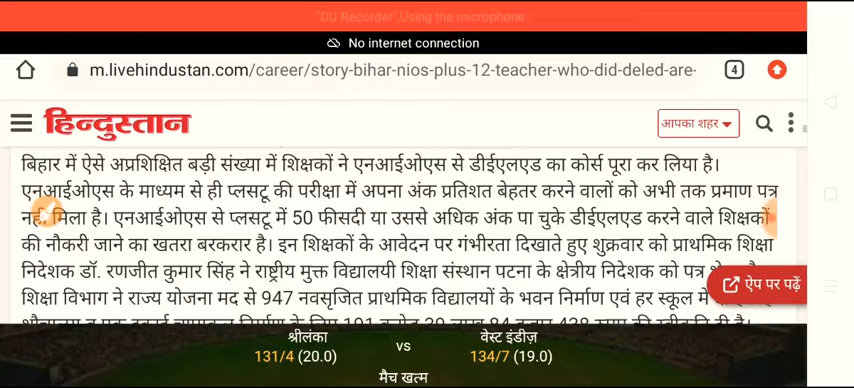 "DU Recorder",Using the microphone
No internet connection
m.livehindustan.com/career/story-bihar-nios-plus-12-teacher-who-did-deled-are-
4
हिन्दुस्तान
आपका शहर
बिहार में ऐसे अप्रशिक्षित बड़ी संख्या में शिक्षकों ने एनआईओएस से डीईएलएड का कोर्स पूरा कर लिया है।
एनआईओएस के माध्यम से ही प्लसटू की परीक्षा में अपना अंक प्रतिशत बेहतर करने वालों को अभी तक प्रमाण पत्र
नहीं मिला है। एनआईओएस से प्लसटू में 50 फीसदी या उससे अधिक अंक पा चुके डीईएलएड करने वाले शिक्षकों
की नौकरी जाने का खतरा बरकरार है। इन शिक्षकों के आवेदन पर गंभीरता दिखाते हुए शुक्रवार को प्राथमिक शिक्षा
निदेशक डॉ. रणजीत कुमार सिंह ने राष्ट्रीय मुक्त विद्यालयी शिक्षा संस्थान पटना के क्षेत्रीय निदेशक को पत्र
ऐप पर पढ़ें
शिक्षा विभाग ने राज्य योजना मद से 947 नवसृजित प्राथमिक विद्यालयों के भवन निर्माण एवं हर स्कूल में
श्रीलंका vs वेस्ट इंडीज़
131/4 (20.0) 134/7 (19.0)
मैच खत्म